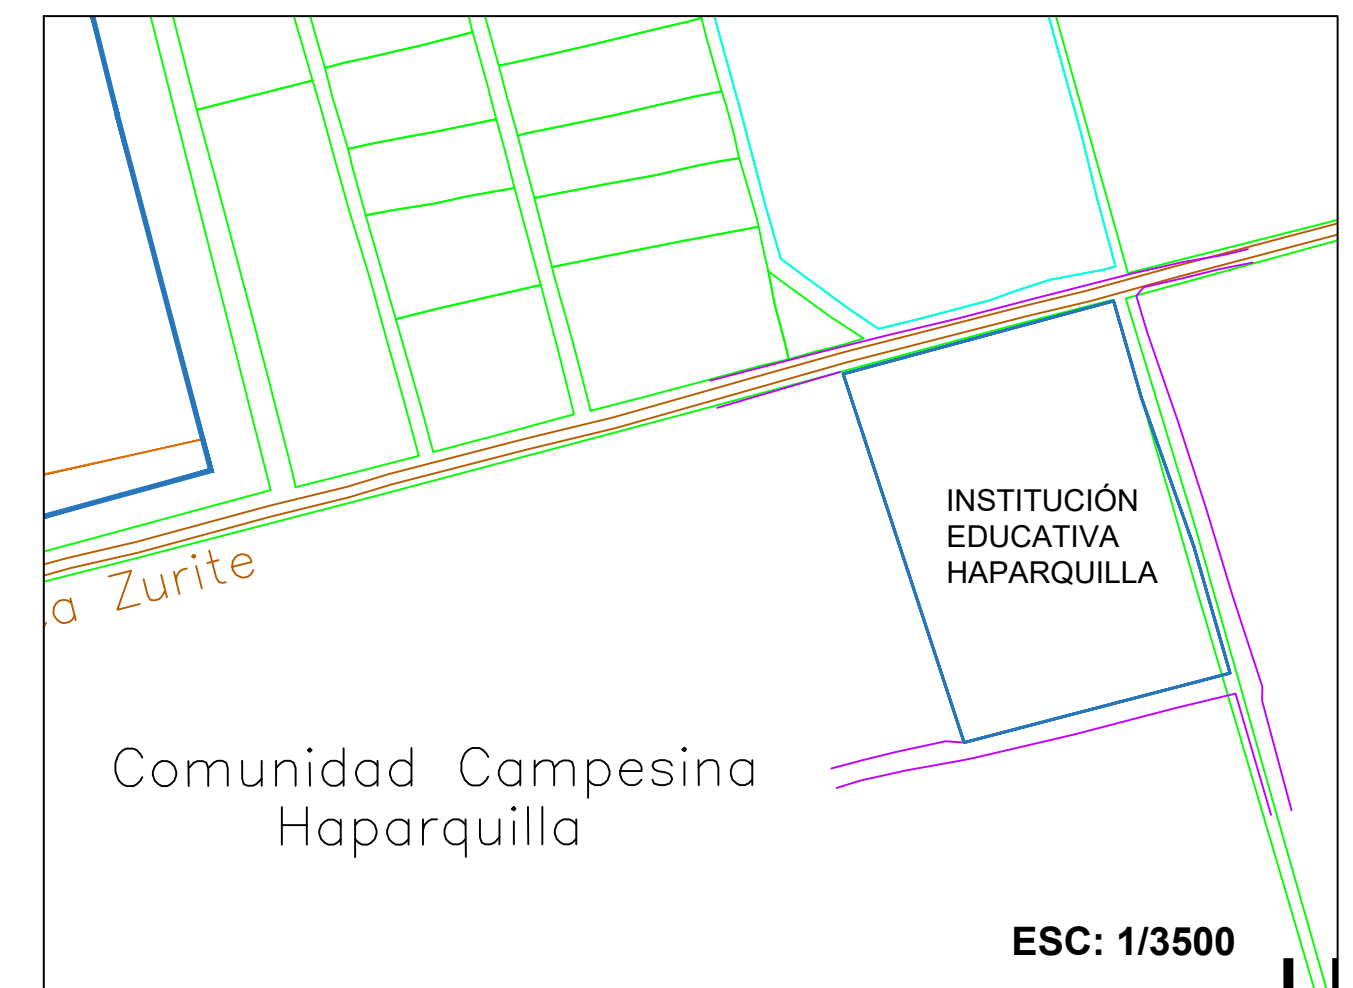 INSTITUCIÓN
EDUCATIVA
HAPARQUILLA
Zurite
Comunidad Campesina
Haparquilla
ESC: 1/3500